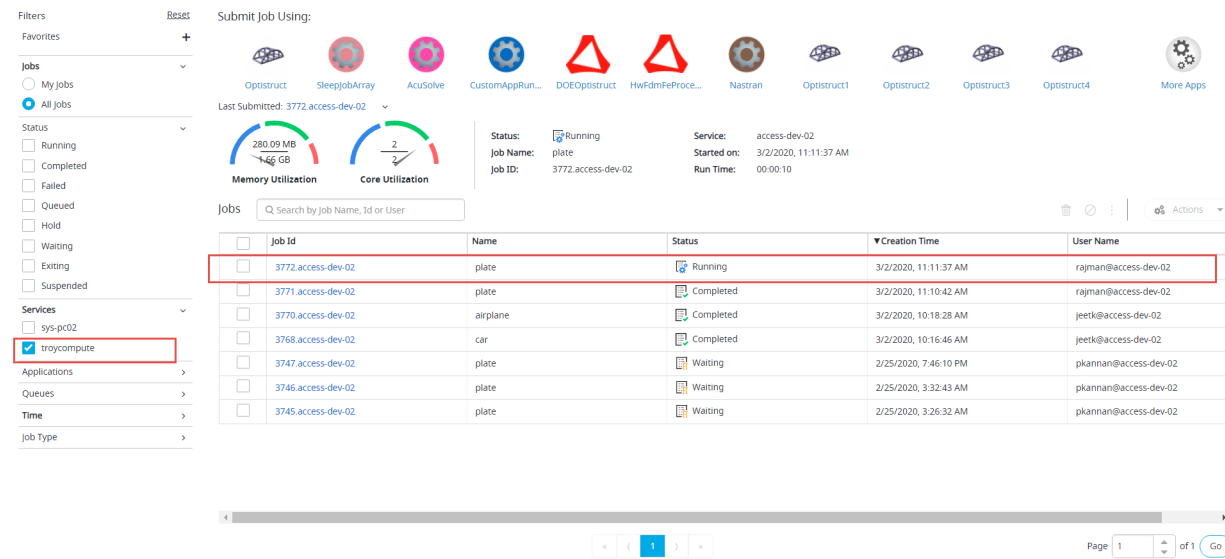 Filters Reset
Favorites +
Jobs
My Jobs
All Jobs
Status
Running
Completed
Failed
Queued
Hold
Waiting
Exiting
Suspended
Services
sys-pc02
troycompute
Applications
Queues
Time
Job Type
Submit Job Using:
Optistruct SleepJobArray AcuSolve CustomAppRun... DOEOptistruct HwFdmFeProce... Nastran Optistruct1 Optistruct2 Optistruct3 Optistruct4 More Apps
Last Submitted: 3772.access-dev-02
280.09 MB
1.66 GB
Memory Utilization
2
2
Core Utilization
Status: Running Service: access-dev-02
Job Name: plate Started on: 3/2/2020, 11:11:37 AM
Job ID: 3772.access-dev-02 Run Time: 00:00:10
Jobs Search by Job Name, Id or User Actions
Job Id Name Status ▼Creation Time User Name
3772.access-dev-02 plate Running 3/2/2020, 11:11:37 AM rajman@access-dev-02
3771.access-dev-02 plate Completed 3/2/2020, 11:10:42 AM rajman@access-dev-02
3770.access-dev-02 airplane Completed 3/2/2020, 10:18:28 AM jeetk@access-dev-02
3768.access-dev-02 car Completed 3/2/2020, 10:16:46 AM jeetk@access-dev-02
3747.access-dev-02 plate Waiting 2/25/2020, 7:46:10 PM pkannan@access-dev-02
3746.access-dev-02 plate Waiting 2/25/2020, 3:32:43 AM pkannan@access-dev-02
3745.access-dev-02 plate Waiting 2/25/2020, 3:26:32 AM pkannan@access-dev-02
« ⟨ 1 ⟩ » Page 1 of 1 Go